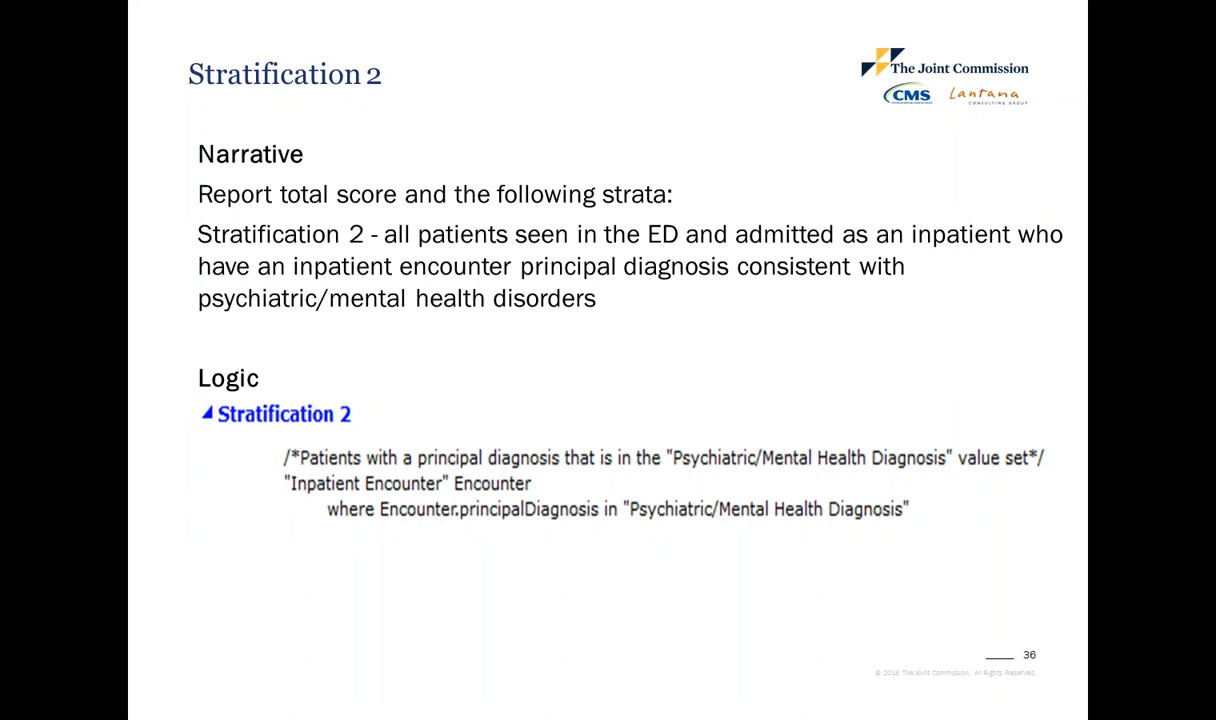 Stratification 2
The Joint Commission
CMS
Lantana
CONSULTING GROUP
Narrative
Report total score and the following strata:
Stratification 2 - all patients seen in the ED and admitted as an inpatient who
have an inpatient encounter principal diagnosis consistent with
psychiatric/mental health disorders
Logic
Stratification 2
/*Patients with a principal diagnosis that is in the "Psychiatric/Mental Health Diagnosis" value set*/
"Inpatient Encounter" Encounter
where Encounter.principalDiagnosis in "Psychiatric/Mental Health Diagnosis"
36
© 2018 The Joint Commission. All Rights Reserved.